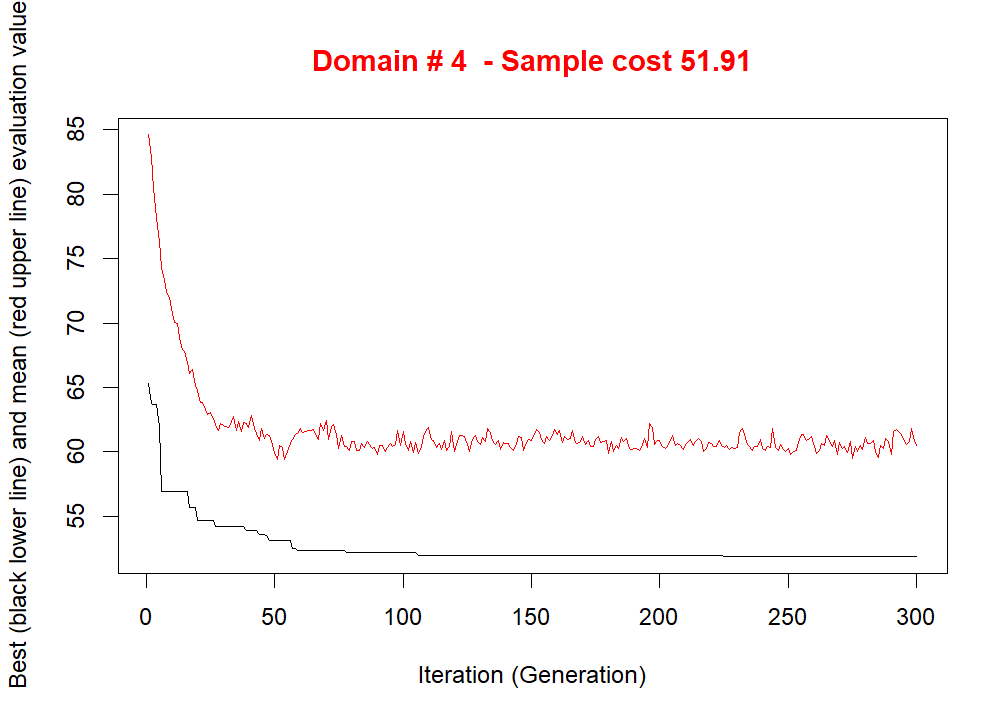 Domain # 4  - Sample cost 51.91
Best (black lower line) and mean (red upper line) evaluation value
85
80
75
70
65
60
55
0 50 100 150 200 250 300
Iteration (Generation)